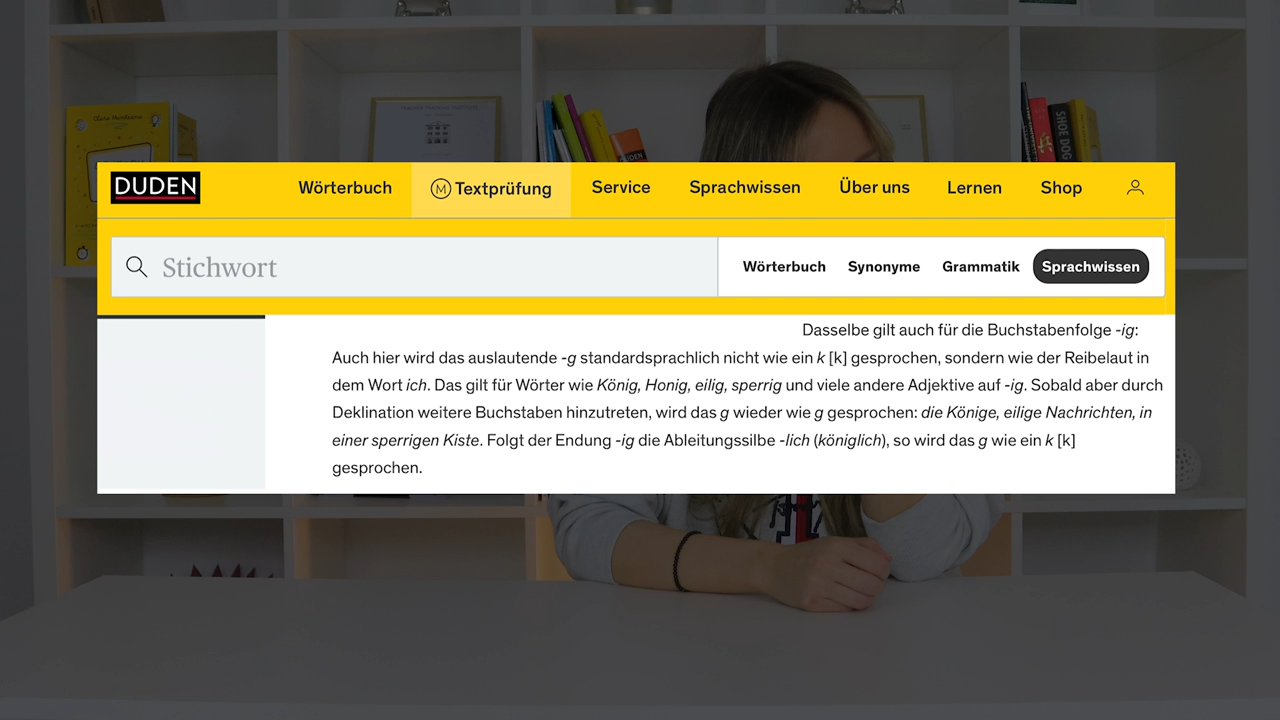 DUDEN
Wörterbuch
Textprüfung
Service
Sprachwissen
Über uns
Lernen
Shop
Stichwort
Wörterbuch
Synonyme
Grammatik
Sprachwissen
Dasselbe gilt auch für die Buchstabenfolge -ig:
Auch hier wird das auslautende -g standardsprachlich nicht wie ein k [k] gesprochen, sondern wie der Reibelaut in
dem Wort ich. Das gilt für Wörter wie König, Honig, eilig, sperrig und viele andere Adjektive auf -ig. Sobald aber durch
Deklination weitere Buchstaben hinzutreten, wird das g wieder wie g gesprochen: die Könige, eilige Nachrichten, in
einer sperrigen Kiste. Folgt der Endung -ig die Ableitungssilbe -lich (königlich), so wird das g wie ein k [k]
gesprochen.
SHOE DOG